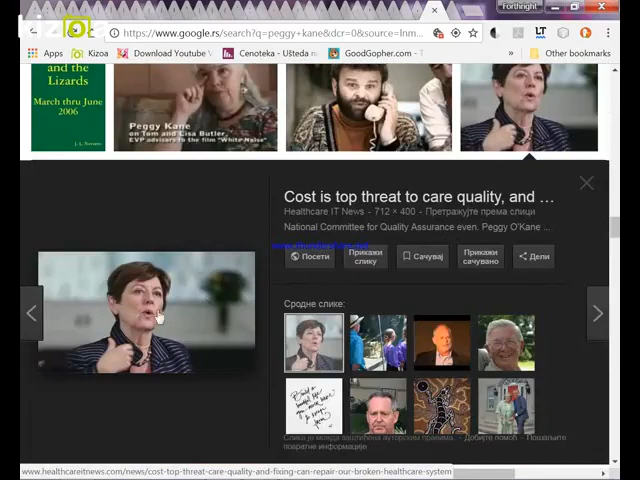 Forthright
kizoa
https://www.google.rs/search?q=peggy+kane&dcr=0&source=lnm...
Apps
Kizoa
Download Youtube V
Cenoteka - Ušteda na
GoodGopher.com - T
»
Other bookmarks
and the
Lizards
March thru June
2006
Peggy Kane
on Tom and Lisa Butler,
EVP advisors to the film "White Noise"
Cost is top threat to care quality, and ...
Healthcare IT News - 712 × 400 - Претражујте према слици
National Committee for Quality Assurance even. Peggy O'Kane ...
Посети
Прикажи
слику
Сачувај
Прикажи
сачувано
Дели
Сродне слике:
Слика је можда заштићена ауторским правима. - Добијте помоћ - Пошаљите
повратне информације
www.healthcareitnews.com/news/cost-top-threat-care-quality-and-fixing-can-repair-our-broken-healthcare-system